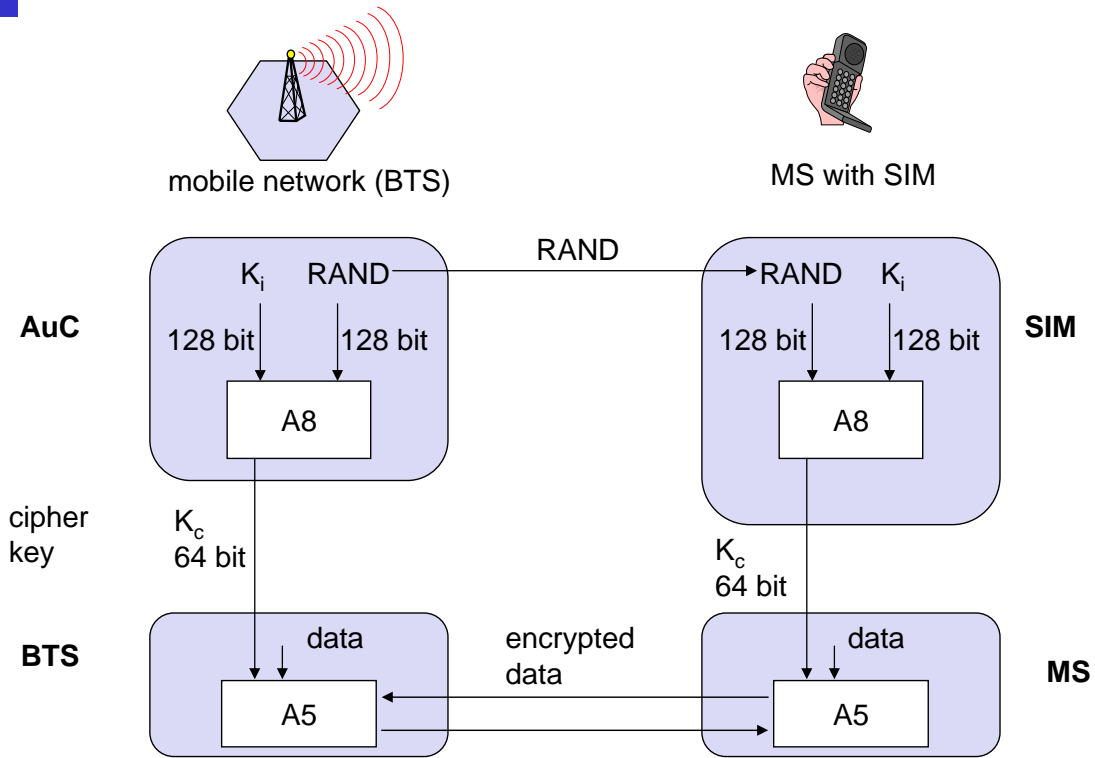 mobile network (BTS)
MS with SIM
RAND
Ki RAND
RAND Ki
AuC
SIM
128 bit 128 bit
128 bit 128 bit
A8
A8
cipher
key
Kc
64 bit
Kc
64 bit
BTS
data
encrypted
data
data
MS
A5
A5